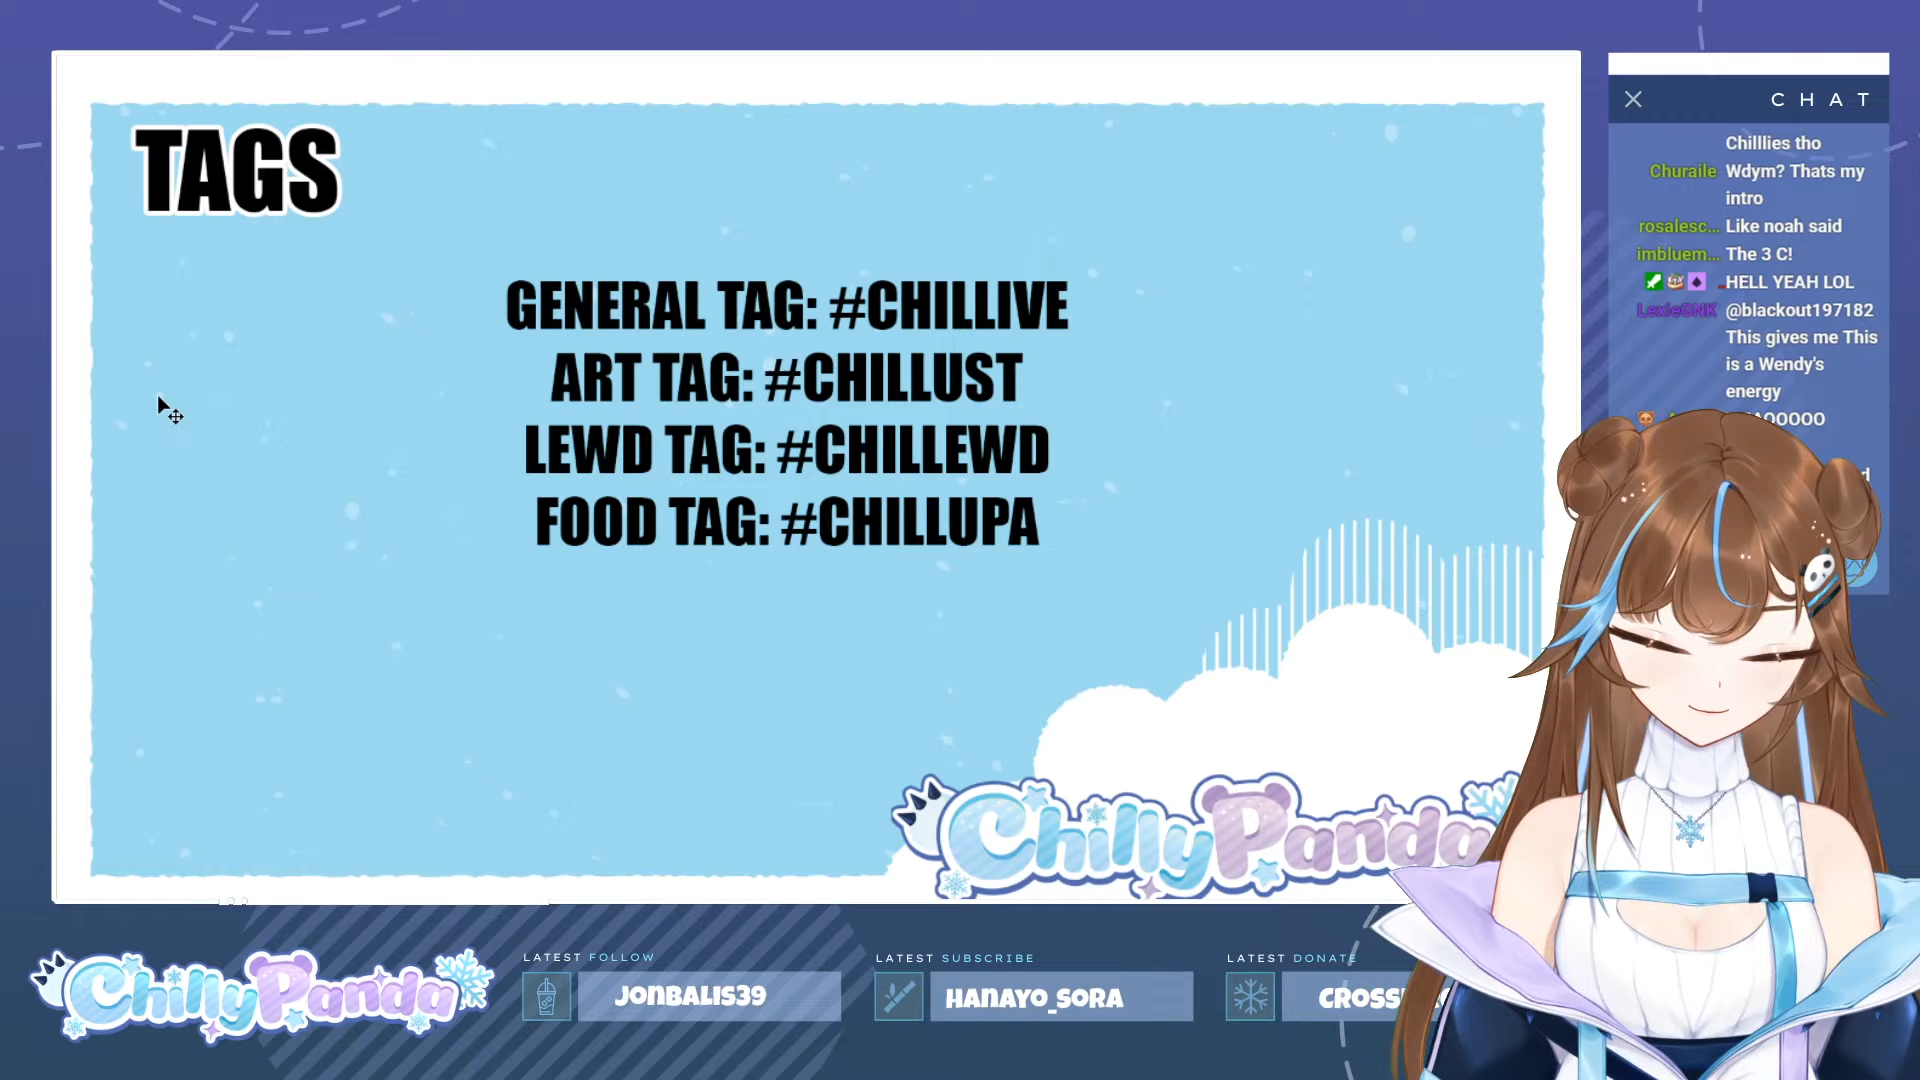 TAGS
GENERAL TAG: #CHILLIVE
ART TAG: #CHILLUST
LEWD TAG: #CHILLEWD
FOOD TAG: #CHILLUPA
ChillyPanda
CHAT
Chilllies tho
Churaile Wdym? Thats my
intro
rosalesc... Like noah said
imbluem... The 3 C!
HELL YEAH LOL
LexieGNK @blackout197182
This gives me This
is a Wendy's
energy
ChillyPanda
LATEST FOLLOW
JONBALIS39
LATEST SUBSCRIBE
HANAYO_SORA
LATEST DONATE